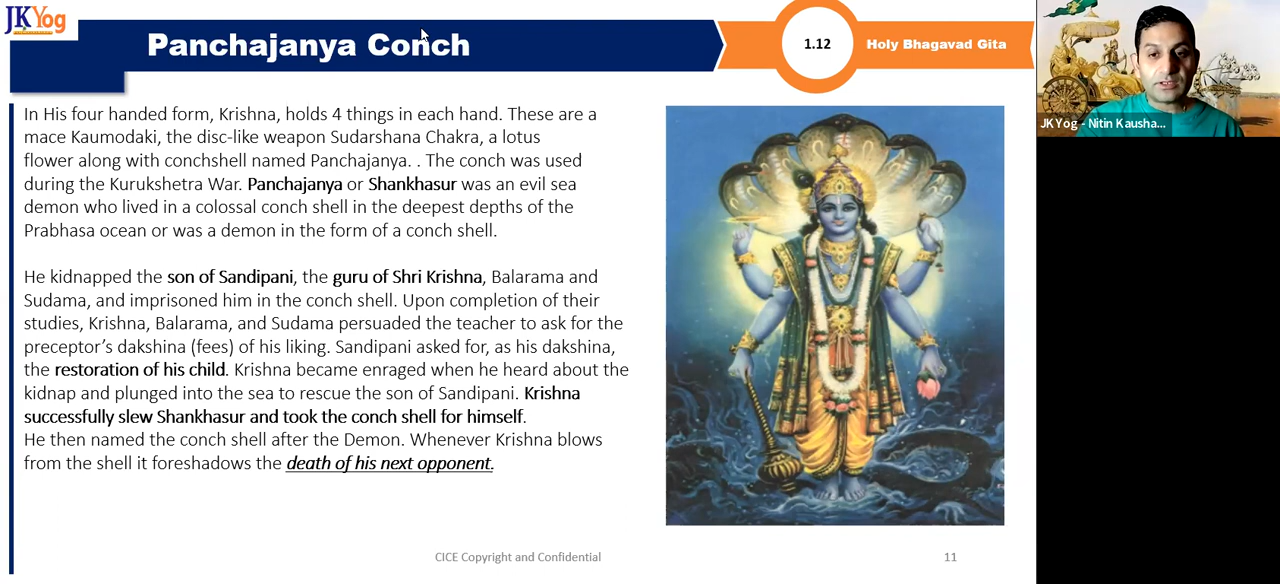 JKYog
Panchajanya Conch
1.12
Holy Bhagavad Gita
In His four handed form, Krishna, holds 4 things in each hand. These are a
mace Kaumodaki, the disc-like weapon Sudarshana Chakra, a lotus
flower along with conchshell named Panchajanya. . The conch was used
during the Kurukshetra War. Panchajanya or Shankhasur was an evil sea
demon who lived in a colossal conch shell in the deepest depths of the
Prabhasa ocean or was a demon in the form of a conch shell.
He kidnapped the son of Sandipani, the guru of Shri Krishna, Balarama and
Sudama, and imprisoned him in the conch shell. Upon completion of their
studies, Krishna, Balarama, and Sudama persuaded the teacher to ask for the
preceptor’s dakshina (fees) of his liking. Sandipani asked for, as his dakshina,
the restoration of his child. Krishna became enraged when he heard about the
kidnap and plunged into the sea to rescue the son of Sandipani. Krishna
successfully slew Shankhasur and took the conch shell for himself.
He then named the conch shell after the Demon. Whenever Krishna blows
from the shell it foreshadows the death of his next opponent.
CICE Copyright and Confidential
11
JKYog - Nitin Kausha...